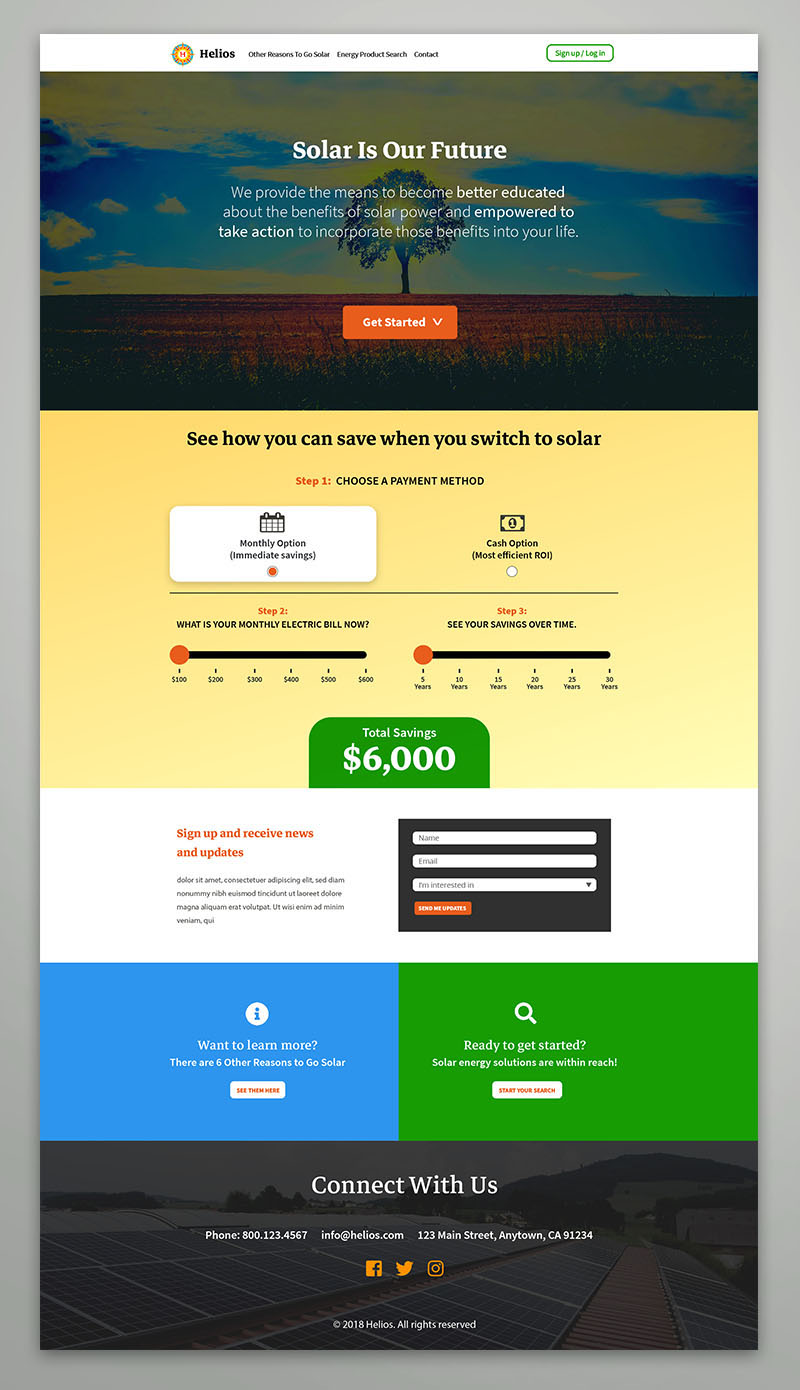 Helios
Other Reasons To Go Solar
Energy Product Search
Contact
Sign up / Log in
Solar Is Our Future
We provide the means to become better educated
about the benefits of solar power and empowered to
take action to incorporate those benefits into your life.
Get Started
See how you can save when you switch to solar
Step 1: CHOOSE A PAYMENT METHOD
Monthly Option
(Immediate savings)
Cash Option
(Most efficient ROI)
Step 2:
WHAT IS YOUR MONTHLY ELECTRIC BILL NOW?
$100 $200 $300 $400 $500 $600
Step 3:
SEE YOUR SAVINGS OVER TIME.
5 10 15 20 25 30
Years Years Years Years Years Years
Total Savings
$6,000
Sign up and receive news
and updates
dolor sit amet, consectetuer adipiscing elit, sed diam
nonummy nibh euismod tincidunt ut laoreet dolore
magna aliquam erat volutpat. Ut wisi enim ad minim
veniam, qui
Name
Email
I'm interested in
SEND ME UPDATES
Want to learn more?
There are 6 Other Reasons to Go Solar
SEE THEM HERE
Ready to get started?
Solar energy solutions are within reach!
START YOUR SEARCH
Connect With Us
Phone: 800.123.4567 info@helios.com 123 Main Street, Anytown, CA 91234
© 2018 Helios. All rights reserved